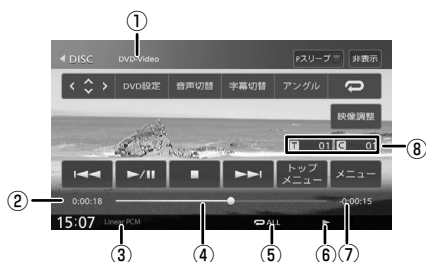 ①
DISC DVD-Video Pスリープ 非表示
DVD設定 音声切替 字幕切替 アングル
映像調整
T 01 C 01 ⑧
トップメニュー メニュー
② 0:00:18 -0:00:15
15:07 Linear PCM ALL
③ ④ ⑤ ⑥ ⑦